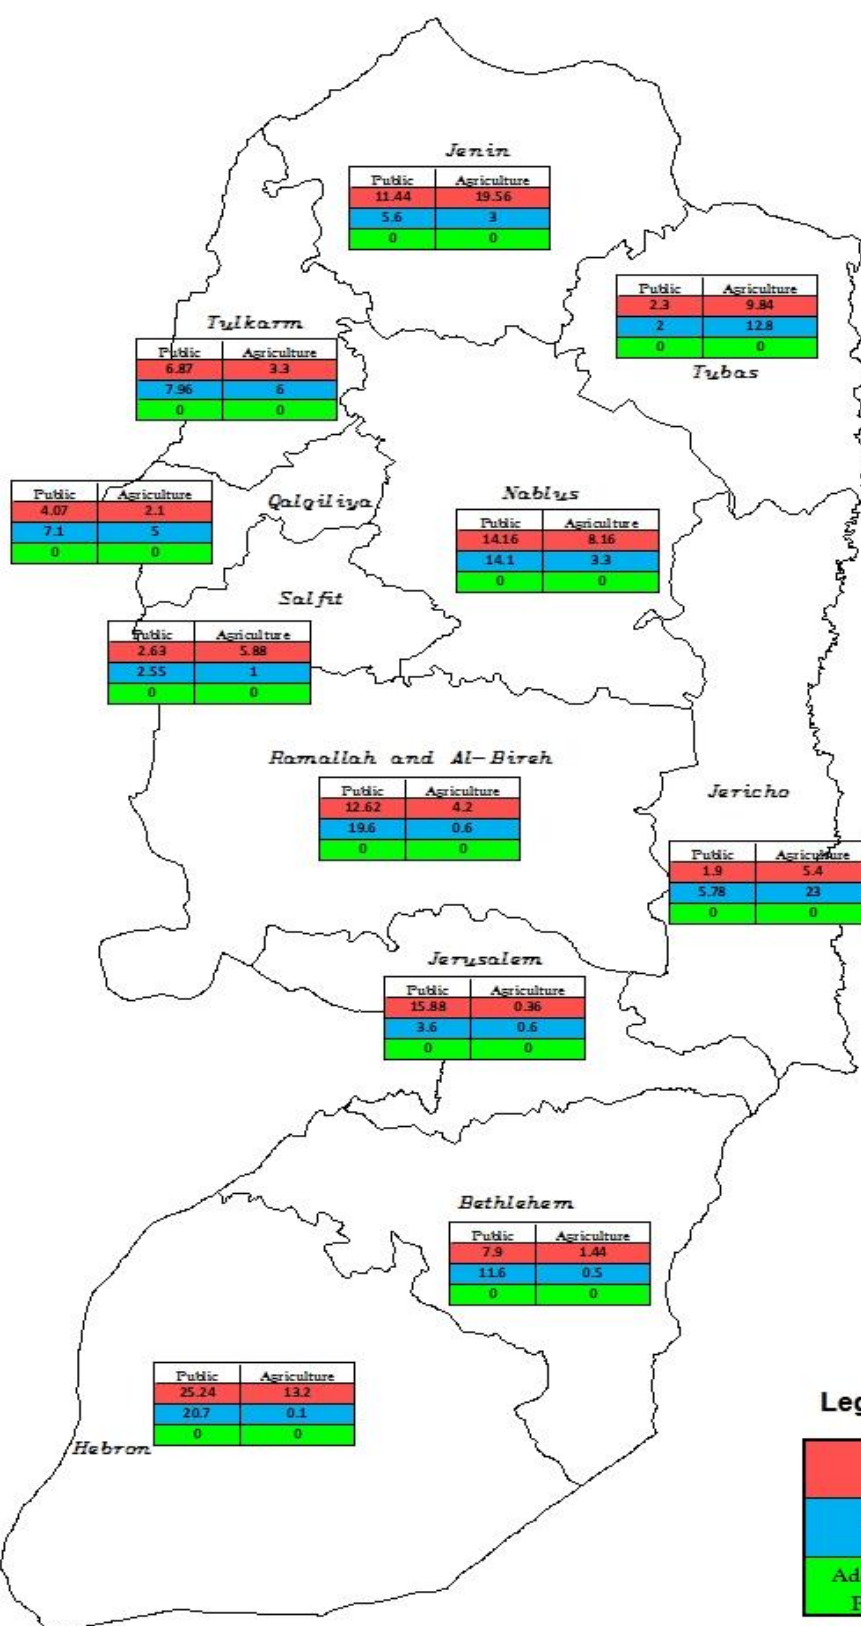 Jenin
Public Agriculture
11.44 19.56
5.6 3
0 0
Public Agriculture
2.3 9.84
2 12.8
0 0
Tubas
Tulkarm
Public Agriculture
6.87 3.3
7.96 6
0 0
Qalqiliya
Public Agriculture
4.07 2.1
7.1 5
0 0
Nablus
Public Agriculture
14.16 8.16
14.1 3.3
0 0
Salfit
Public Agriculture
2.63 5.88
2.55 1
0 0
Ramallah and Al-Bireh
Public Agriculture
12.62 4.2
19.6 0.6
0 0
Jericho
Public Agriculture
1.9 5.4
5.78 23
0 0
Jerusalem
Public Agriculture
15.88 0.36
3.6 0.6
0 0
Bethlehem
Public Agriculture
7.9 1.44
11.6 0.5
0 0
Public Agriculture
25.24 13.2
20.7 0.1
0 0
Hebron
Leg
Ad